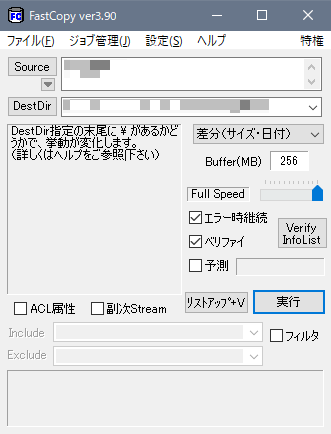 FastCopy ver3.90
ファイル(F) ジョブ管理(J) 設定(S) ヘルプ 特権
Source
DestDir
DestDir指定の末尾に ¥ があるかど
うかで、挙動が変化します。
(詳しくはヘルプをご参照下さい)
差分(サイズ・日付)
Buffer(MB) 256
Full Speed
エラー時継続
ベリファイ
Verify
InfoList
予測
ACL属性 副次Stream
リストアップ+V 実行
Include
フィルタ
Exclude